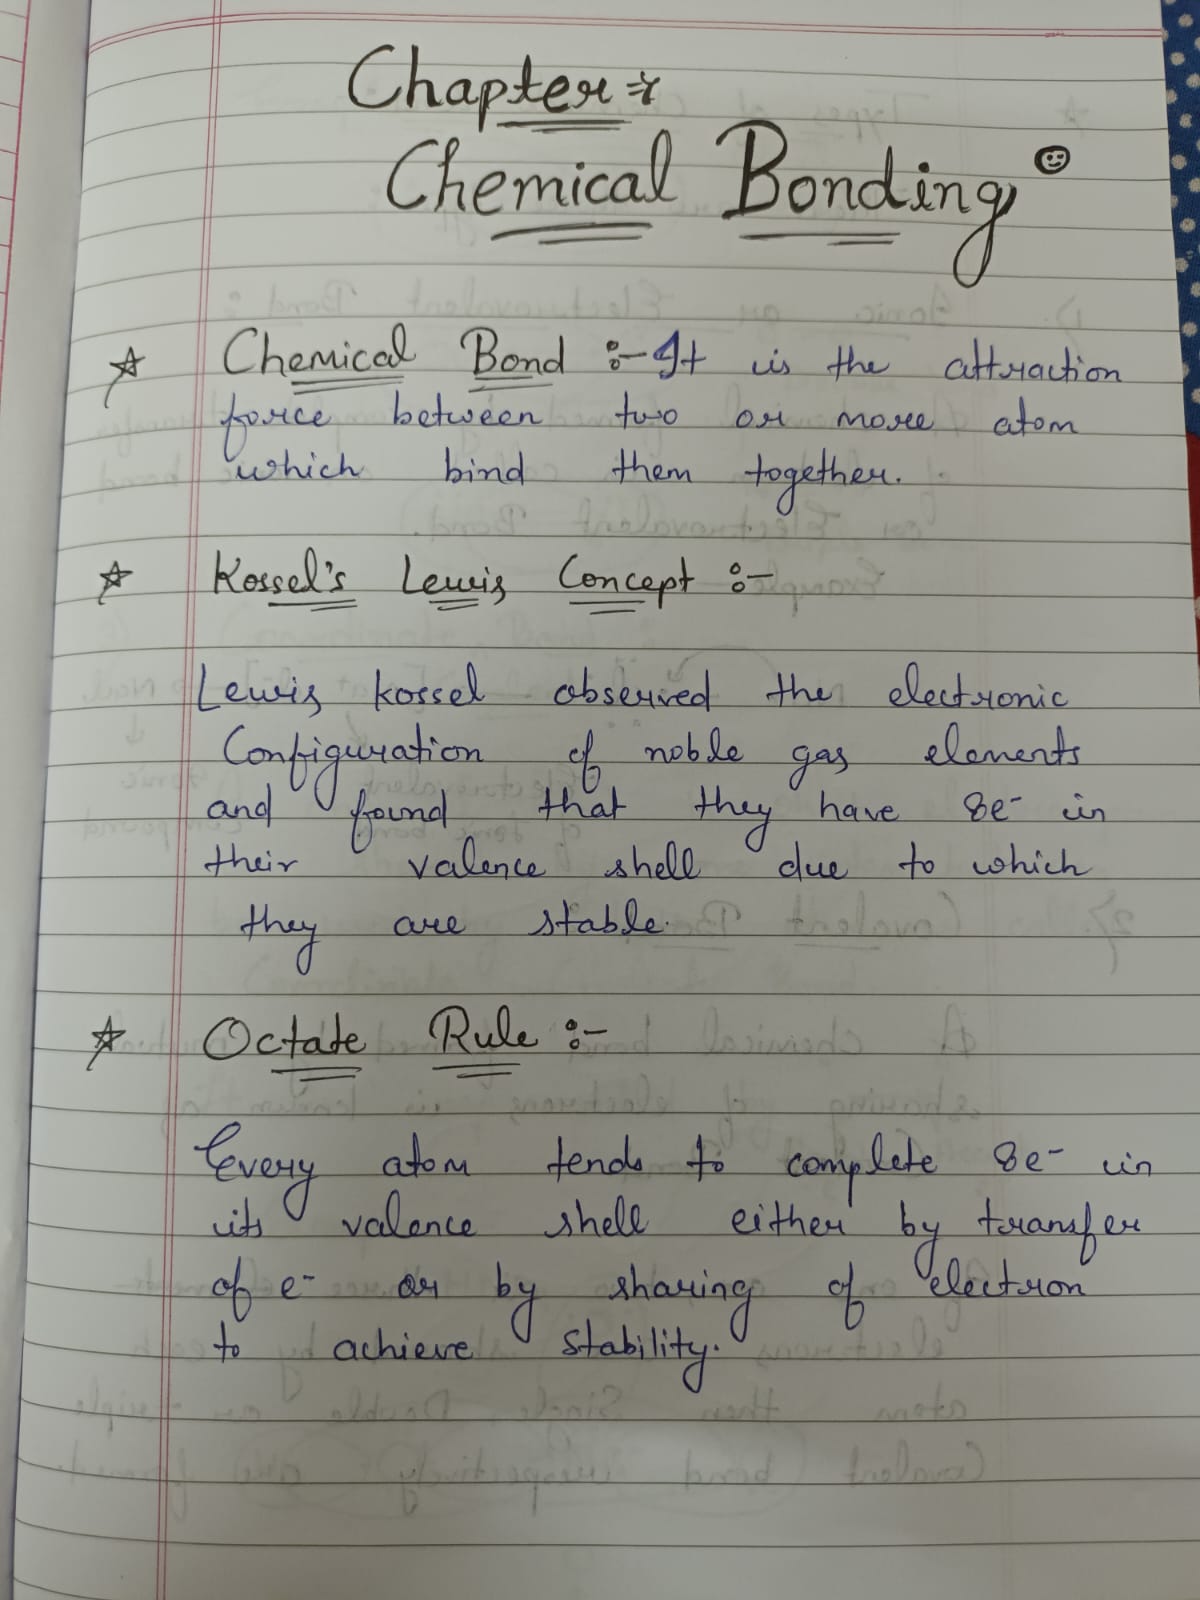 Chapter :-
Chemical Bonding
☆ Chemical Bond :- It is the attraction
force between two or more atom
which bind them together.
☆ Kossel's Lewis Concept :-
Lewis Kossel observed the electronic
Configuration of noble gas elements
and found that they have 8e- in
their valence shell due to which
they are stable.
☆ Octate Rule :-
Every atom tends to complete 8e- in
its valence shell either by transfer
of e- or by sharing of electron
to achieve stability.